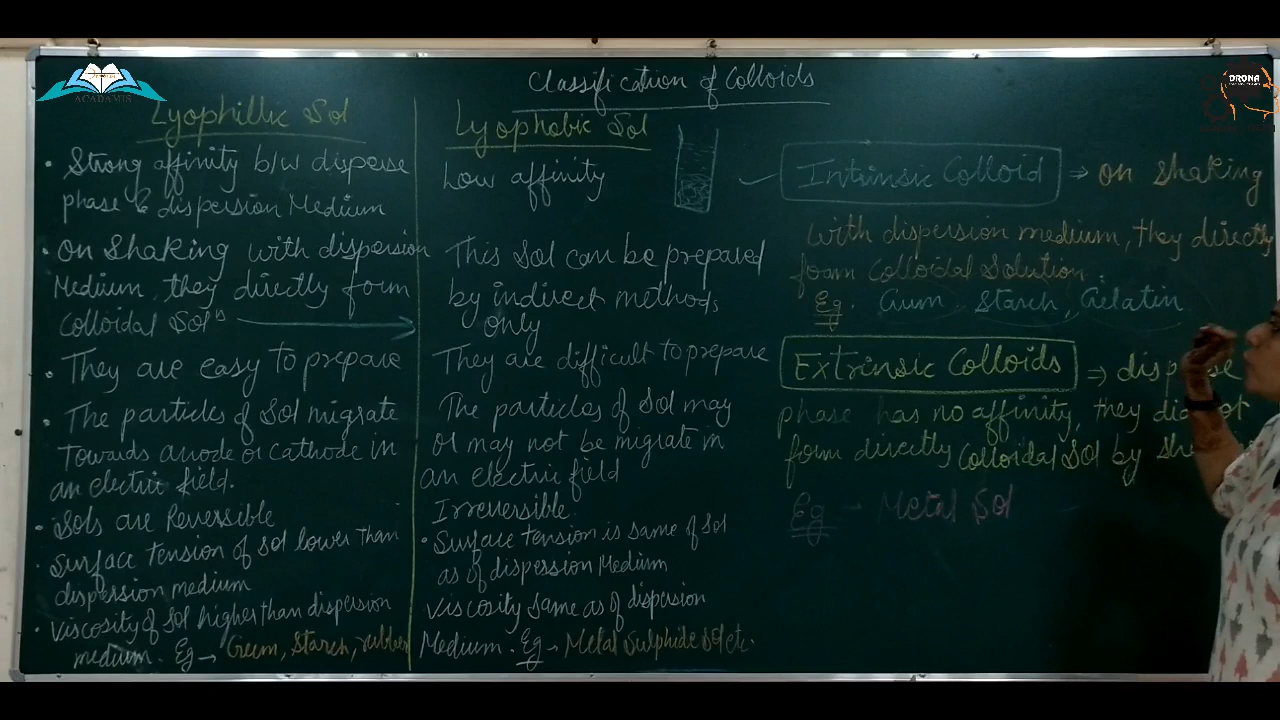 Classification of Colloids
ACADAMIS
DRONA
Lyophillic Sol
• Strong affinity b/w disperse
phase & dispersion Medium
• On Shaking with dispersion
Medium, they directly form
Colloidal Solⁿ
• They are easy to prepare
• The particles of Sol migrate
towards anode or cathode in
an electric field.
• Sols are Reversible
• Surface tension of sol lower than
dispersion medium
• Viscosity of Sol higher than dispersion
medium. Eg → Gum, Starch, rubber
Lyophobic Sol
Low affinity
This Sol can be prepared
by indirect methods
only
They are difficult to prepare
The particles of Sol may
or may not be migrate in
an electric field
Irreversible.
• Surface tension is same of Sol
as of dispession Medium
Viscosity same as of dispersion
Medium. Eg → Metal Sulphide Sol etc.
Intrinsic Colloid ⇒ on shaking
with dispersion medium, they directly
foam Colloidal Solution.
Eg. Gum, Starch, Gelatin
Extrinsic Colloids ⇒
phase has no affinity, they
form directly Colloidal Sol by
Eg → Metal Sol